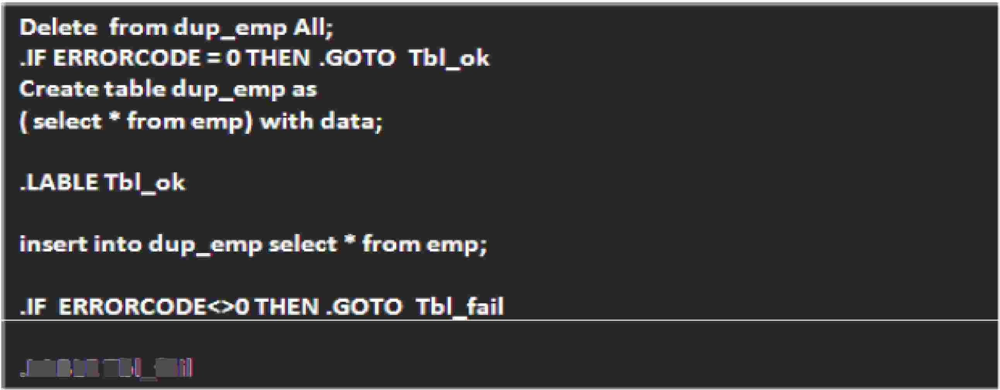 Delete from dup_emp All;
.IF ERRORCODE = 0 THEN .GOTO Tbl_ok
Create table dup_emp as
( select * from emp) with data;
.LABLE Tbl_ok
insert into dup_emp select * from emp;
.IF ERRORCODE<>0 THEN .GOTO Tbl_fail